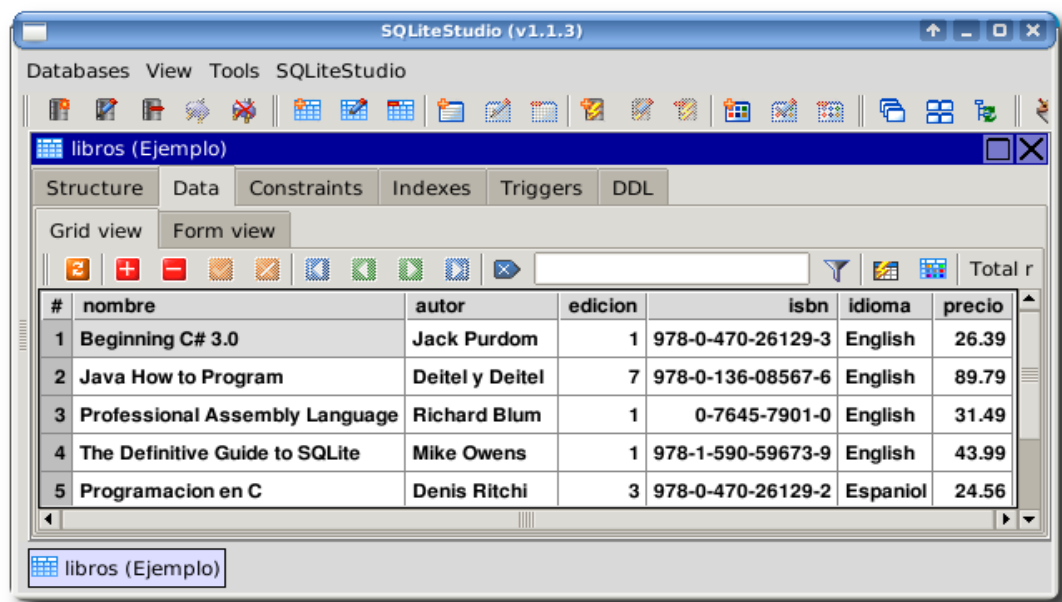 SQLiteStudio (v1.1.3)
Databases View Tools SQLiteStudio
libros (Ejemplo)
Structure Data Constraints Indexes Triggers DDL
Grid view Form view
Total r
# nombre autor edicion isbn idioma precio
1 Beginning C# 3.0 Jack Purdom 1 978-0-470-26129-3 English 26.39
2 Java How to Program Deitel y Deitel 7 978-0-136-08567-6 English 89.79
3 Professional Assembly Language Richard Blum 1 0-7645-7901-0 English 31.49
4 The Definitive Guide to SQLite Mike Owens 1 978-1-590-59673-9 English 43.99
5 Programacion en C Denis Ritchi 3 978-0-470-26129-2 Espaniol 24.56
libros (Ejemplo)